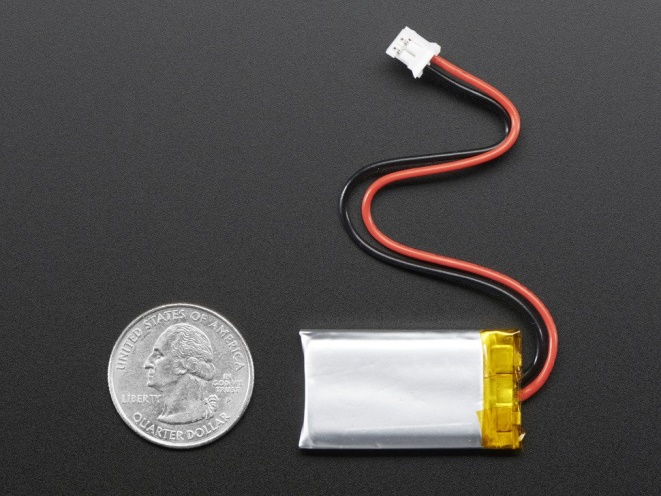 UNITED STATES OF AMERICA
IN
GOD WE
TRUST
LIBERTY
QUARTER DOLLAR